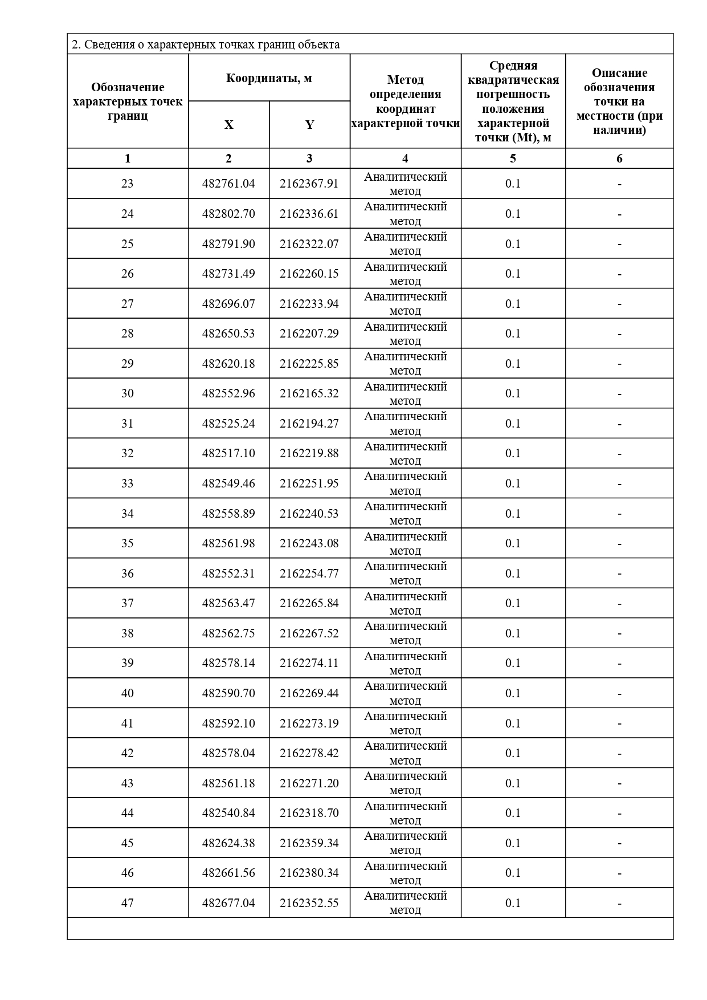 2. Сведения о характерных точках границ объекта
Обозначение
характерных точек
границ
Координаты, м
X
Y
Метод
определения
координат
характерной точки
Средняя
квадратическая
погрешность
положения
характерной
точки (Mt), м
Описание
обозначения
точки на
местности (при
наличии)
1 2 3 4 5 6
23 482761.04 2162367.91 Аналитический
метод 0.1 -
24 482802.70 2162336.61 Аналитический
метод 0.1 -
25 482791.90 2162322.07 Аналитический
метод 0.1 -
26 482731.49 2162260.15 Аналитический
метод 0.1 -
27 482696.07 2162233.94 Аналитический
метод 0.1 -
28 482650.53 2162207.29 Аналитический
метод 0.1 -
29 482620.18 2162225.85 Аналитический
метод 0.1 -
30 482552.96 2162165.32 Аналитический
метод 0.1 -
31 482525.24 2162194.27 Аналитический
метод 0.1 -
32 482517.10 2162219.88 Аналитический
метод 0.1 -
33 482549.46 2162251.95 Аналитический
метод 0.1 -
34 482558.89 2162240.53 Аналитический
метод 0.1 -
35 482561.98 2162243.08 Аналитический
метод 0.1 -
36 482552.31 2162254.77 Аналитический
метод 0.1 -
37 482563.47 2162265.84 Аналитический
метод 0.1 -
38 482562.75 2162267.52 Аналитический
метод 0.1 -
39 482578.14 2162274.11 Аналитический
метод 0.1 -
40 482590.70 2162269.44 Аналитический
метод 0.1 -
41 482592.10 2162273.19 Аналитический
метод 0.1 -
42 482578.04 2162278.42 Аналитический
метод 0.1 -
43 482561.18 2162271.20 Аналитический
метод 0.1 -
44 482540.84 2162318.70 Аналитический
метод 0.1 -
45 482624.38 2162359.34 Аналитический
метод 0.1 -
46 482661.56 2162380.34 Аналитический
метод 0.1 -
47 482677.04 2162352.55 Аналитический
метод 0.1 -